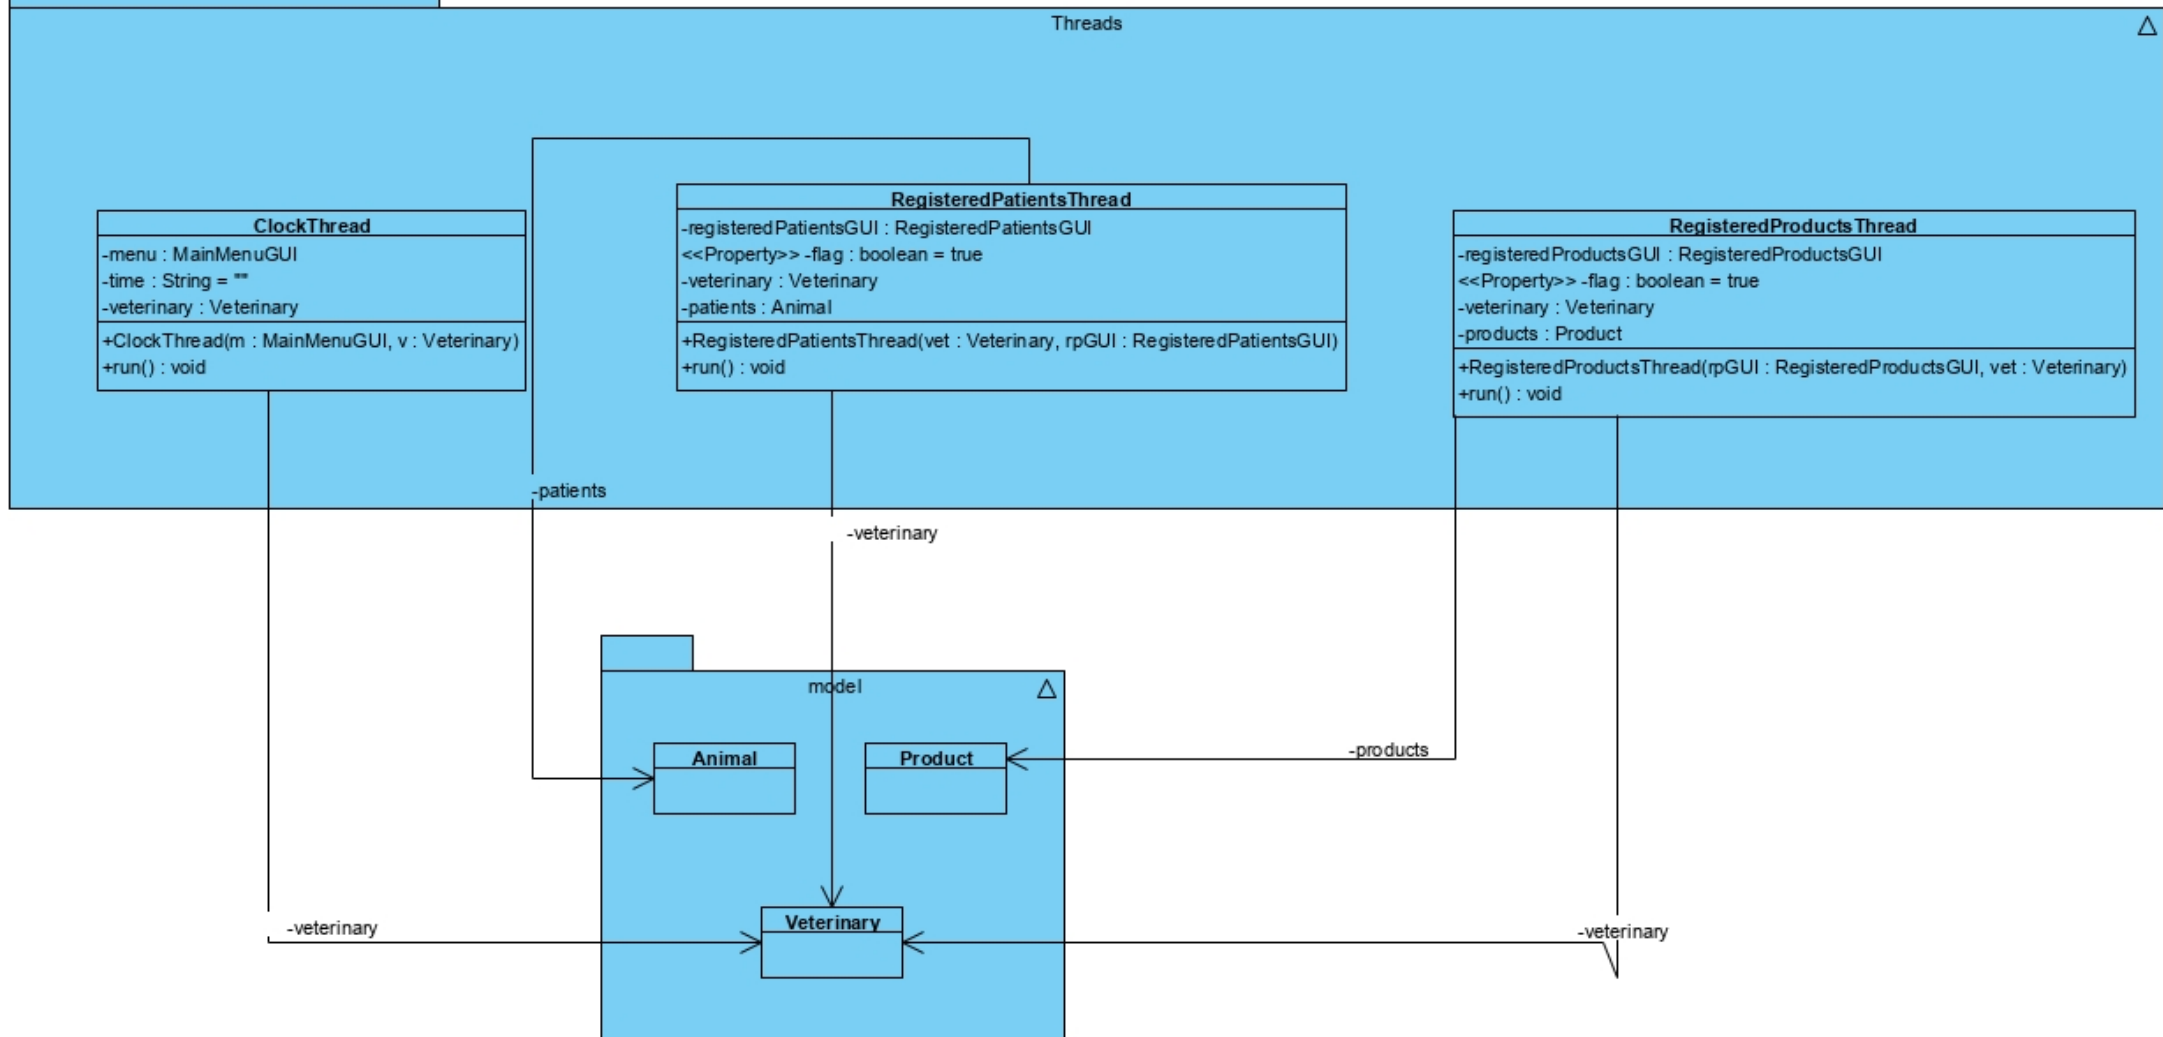 Threads
ClockThread
-menu : MainMenuGUI
-time : String = ""
-veterinary : Veterinary
+ClockThread(m : MainMenuGUI, v : Veterinary)
+run() : void
RegisteredPatientsThread
-registeredPatientsGUI : RegisteredPatientsGUI
<<Property>> -flag : boolean = true
-veterinary : Veterinary
-patients : Animal
+RegisteredPatientsThread(vet : Veterinary, rpGUI : RegisteredPatientsGUI)
+run() : void
RegisteredProductsThread
-registeredProductsGUI : RegisteredProductsGUI
<<Property>> -flag : boolean = true
-veterinary : Veterinary
-products : Product
+RegisteredProductsThread(rpGUI : RegisteredProductsGUI, vet : Veterinary)
+run() : void
-patients
-veterinary
model
Animal
Product
-products
Veterinary
-veterinary
-veterinary